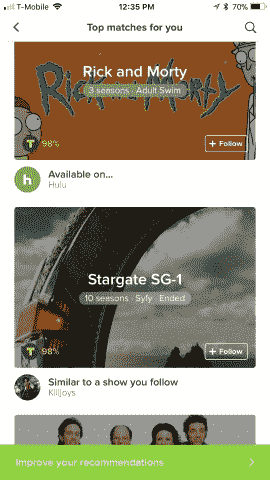 T-Mobile 12:35 PM 70%
Top matches for you
Rick and Morty
Rick and Morty
3 seasons · Adult Swim
T 98%
+ Follow
h Available on...
Hulu
Stargate SG-1
10 seasons · Syfy · Ended
T 98%
+ Follow
Similar to a show you follow
Killjoys
Improve your recommendations